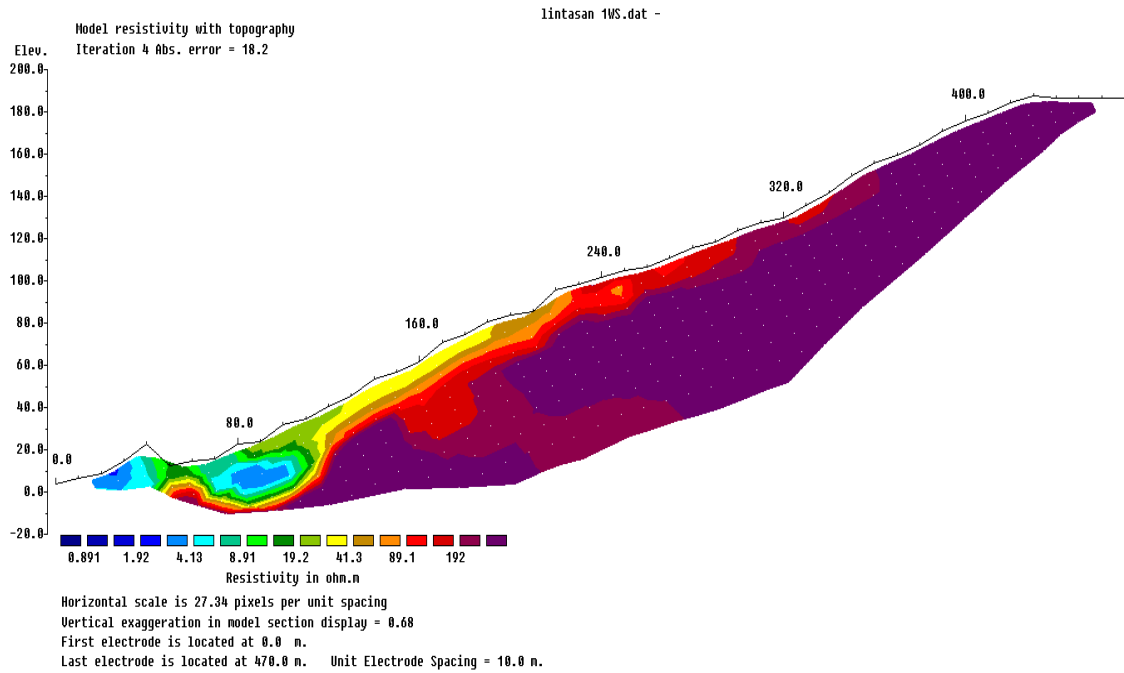 lintasan 1WS.dat -
Model resistivity with topography
Iteration 4 Abs. error = 18.2
Elev.
200.0
180.0
160.0
140.0
120.0
100.0
80.0
60.0
40.0
20.0
0.0
-20.0
0.0
80.0
160.0
240.0
320.0
400.0
0.891 1.92 4.13 8.91 19.2 41.3 89.1 192
Resistivity in ohm.m
Horizontal scale is 27.34 pixels per unit spacing
Vertical exaggeration in model section display = 0.68
First electrode is located at 0.0 m.
Last electrode is located at 470.0 m. Unit Electrode Spacing = 10.0 m.